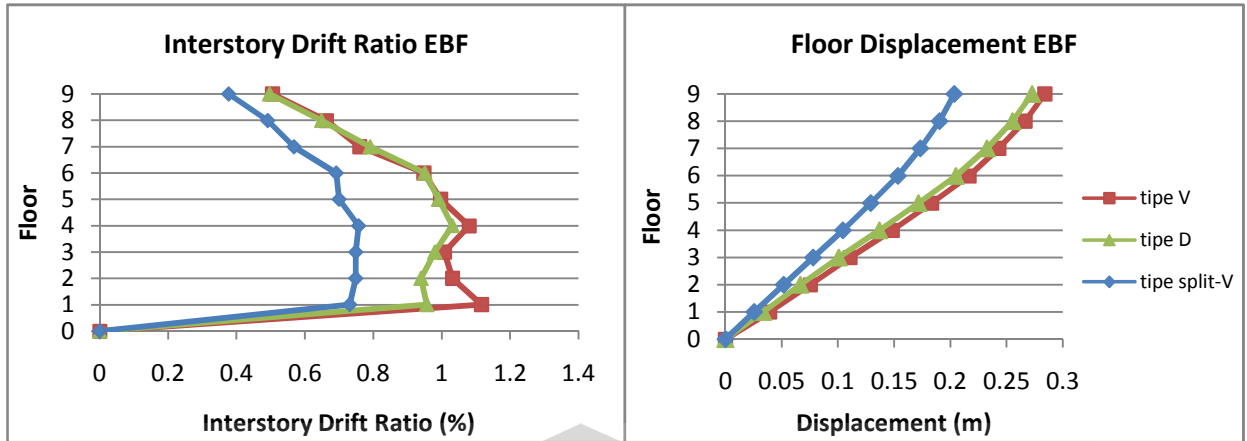 Interstory Drift Ratio EBF
Floor
9
8
7
6
5
4
3
2
1
0
0 0.2 0.4 0.6 0.8 1 1.2 1.4
Interstory Drift Ratio (%)
Floor Displacement EBF
Floor
9
8
7
6
5
4
3
2
1
0
0 0.05 0.1 0.15 0.2 0.25 0.3
Displacement (m)
tipe V
tipe D
tipe split-V